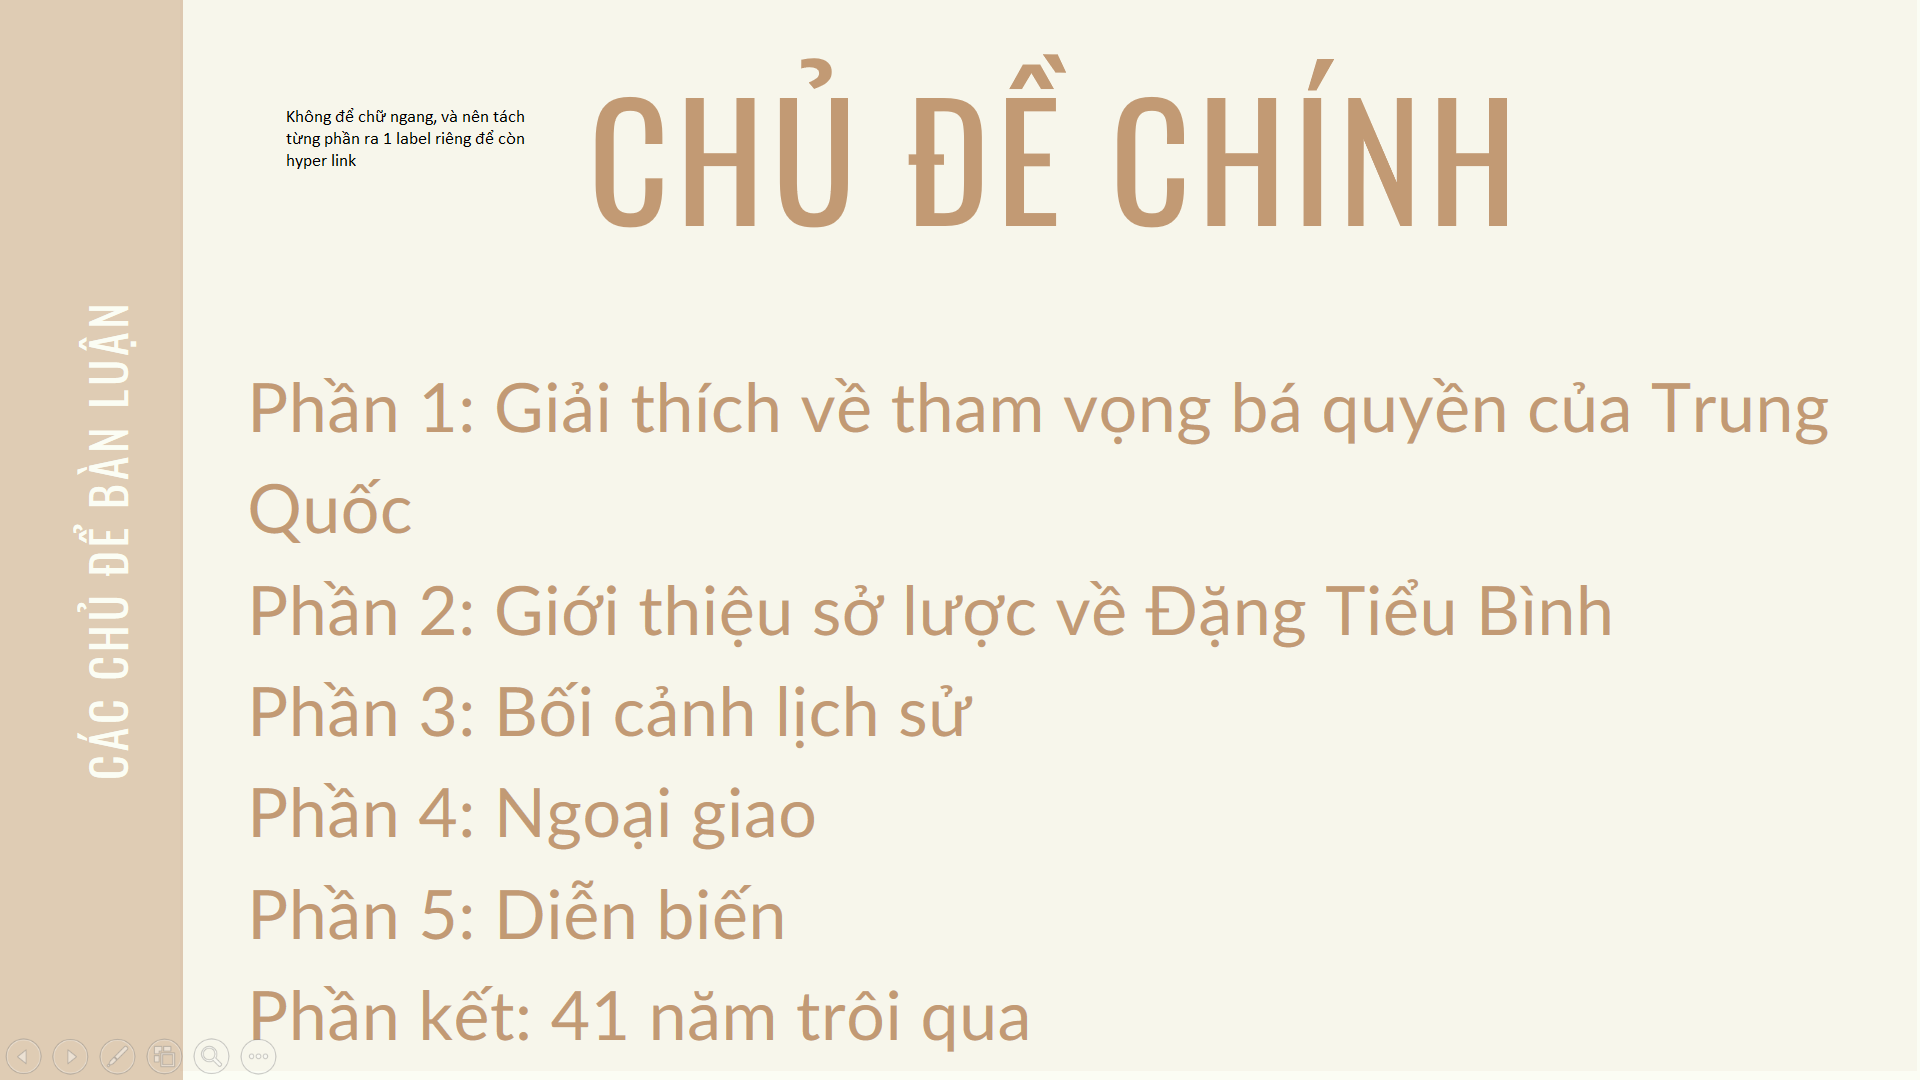 Không để chữ ngang, và nên tách
từng phần ra 1 label riêng để còn
hyper link
CHỦ ĐỀ CHÍNH
CÁC CHỦ ĐỂ BÀN LUẬN
Phần 1: Giải thích về tham vọng bá quyền của Trung
Quốc
Phần 2: Giới thiệu sở lược về Đặng Tiểu Bình
Phần 3: Bối cảnh lịch sử
Phần 4: Ngoại giao
Phần 5: Diễn biến
Phần kết: 41 năm trôi qua